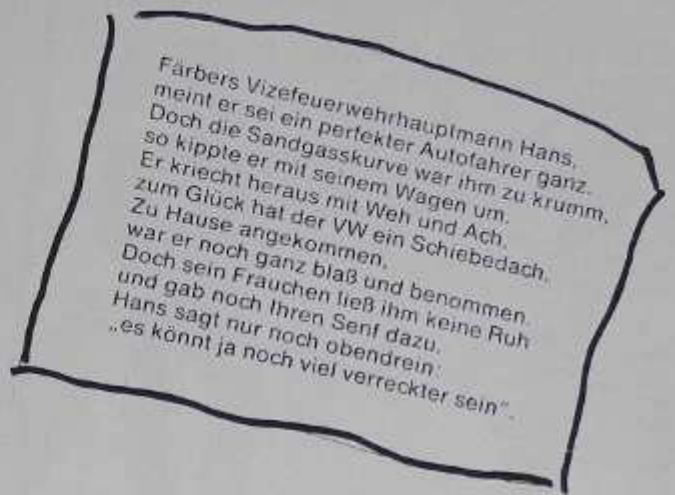 Färbers Vizefeuerwehrhauptmann Hans,
meint er sei ein perfekter Autofahrer ganz.
Doch die Sandgasskurve war ihm zu krumm,
so kippte er mit seinem Wagen um.
Er kriecht heraus mit Weh und Ach,
zum Glück hat der VW ein Schiebedach.
Zu Hause angekommen,
war er noch ganz blaß und benommen.
Doch sein Frauchen ließ ihm keine Ruh
und gab noch Ihren Senf dazu.
Hans sagt nur noch obendrein:
„es könnt ja noch viel verreckter sein".